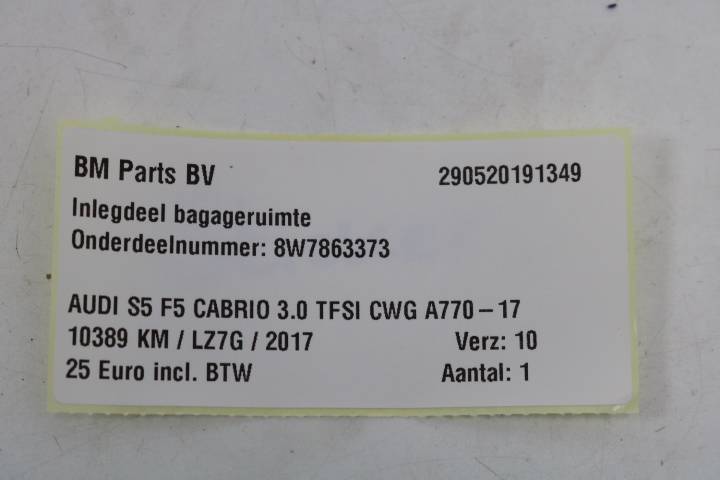 BM Parts BV 290520191349
Inlegdeel bagageruimte
Onderdeelnummer: 8W7863373
AUDI S5 F5 CABRIO 3.0 TFSI CWG A770-17
10389 KM / LZ7G / 2017 Verz: 10
25 Euro incl. BTW Aantal: 1